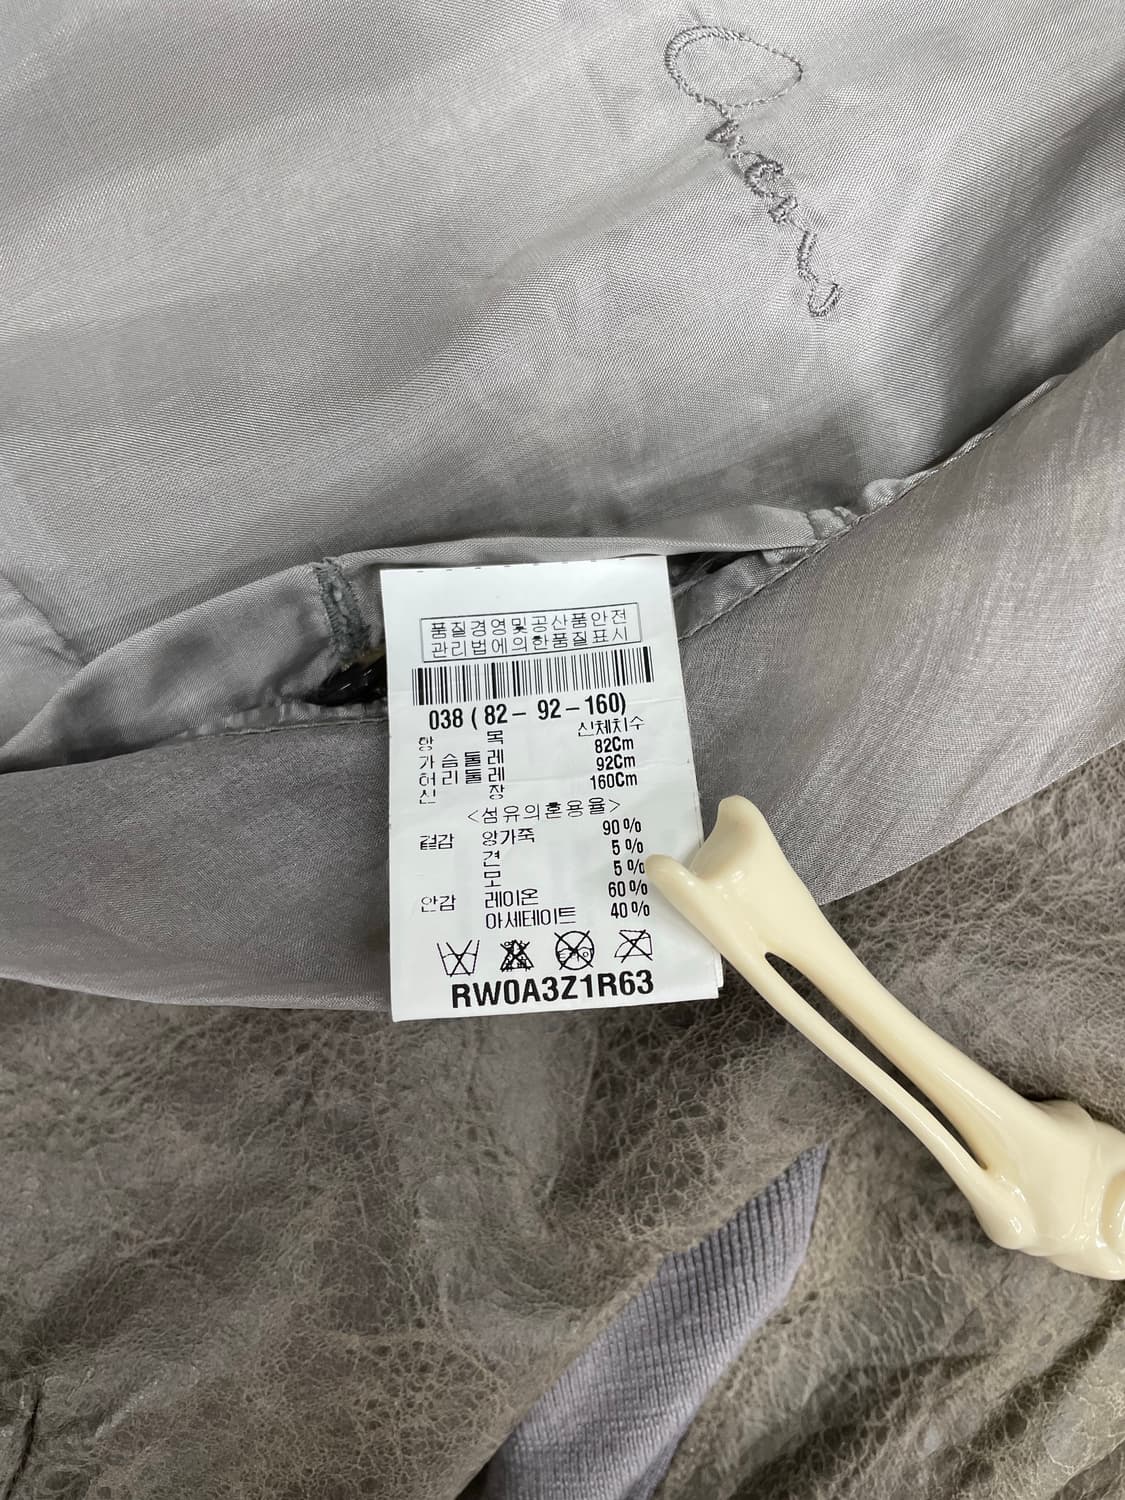 Owens
품질경영및공산품안전
관리법에의한품질표시
038 ( 82 - 92 - 160)
항 목 신체치수
가슴둘레 82Cm
허리둘레 92Cm
신 장 160Cm
<섬유의혼용율>
겉감 양가죽 90%
견 5%
모 5%
안감 레이온 60%
아세테이트 40%
RW0A3Z1R63